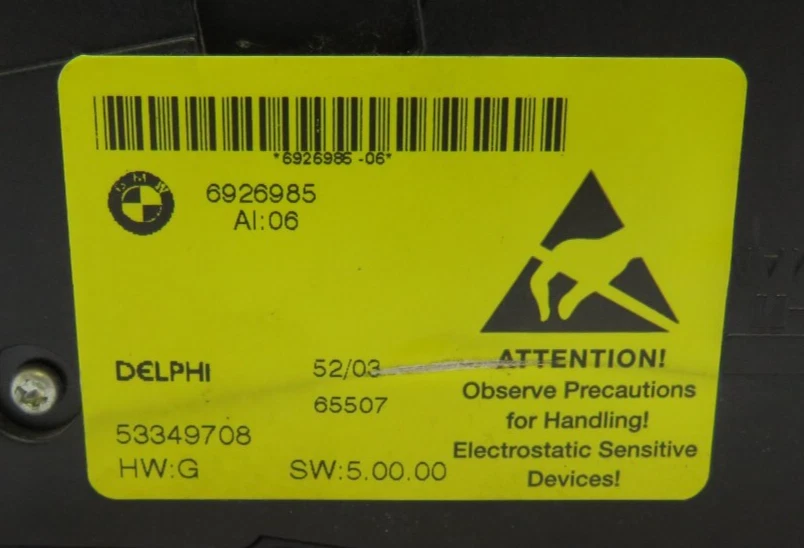 *6926985 -06*
BMW
6926985
AI:06
DELPHI
52/03
65507
53349708
HW:G
SW:5.00.00
ATTENTION!
Observe Precautions
for Handling!
Electrostatic Sensitive
Devices!